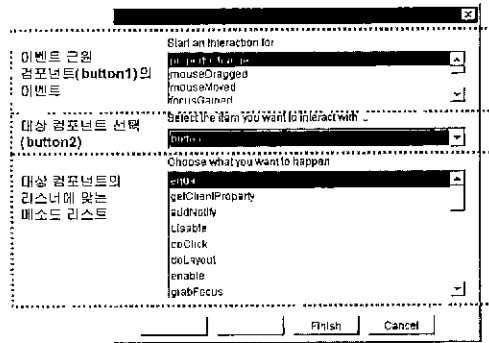 Start an Interaction for
이벤트 근원
컴포넌트(button1)의
이벤트
mouseDragged
mouseMoved
focusGained
대상 컴포넌트 선택
(button2)
Select the item you want to interact with ...
button
Choose what you want to happen
대상 컴포넌트의
리스너에 맞는
메소드 리스트
getClientProperty
addNotify
disable
doClick
doLayout
enable
grabFocus
Finish
Cancel